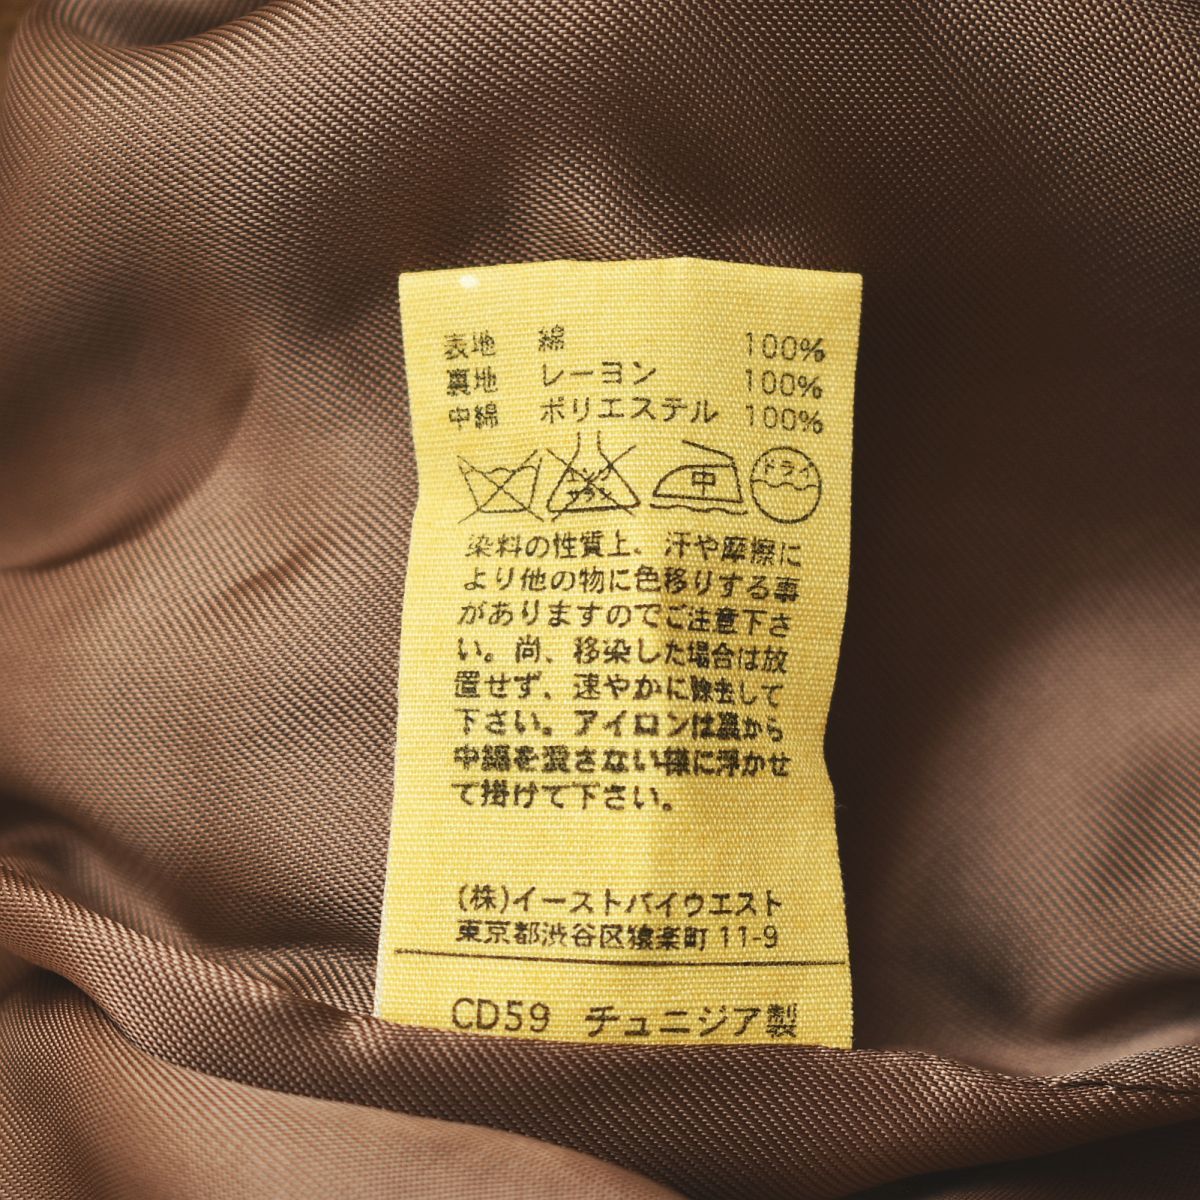 表地 綿 100%
裏地 レーヨン 100%
中綿 ポリエステル 100%
エンソ サラシ 中 ドライ
染料の性質上、汗や摩擦に
より他の物に色移りする事
がありますのでご注意下さ
い。尚、移染した場合は放
置せず、速やかに除去して
下さい。アイロンは裏から
中綿を潰さない様に浮かせ
て掛けて下さい。
(株)イーストバイウエスト
東京都渋谷区猿楽町 11-9
CD59 チュニジア製